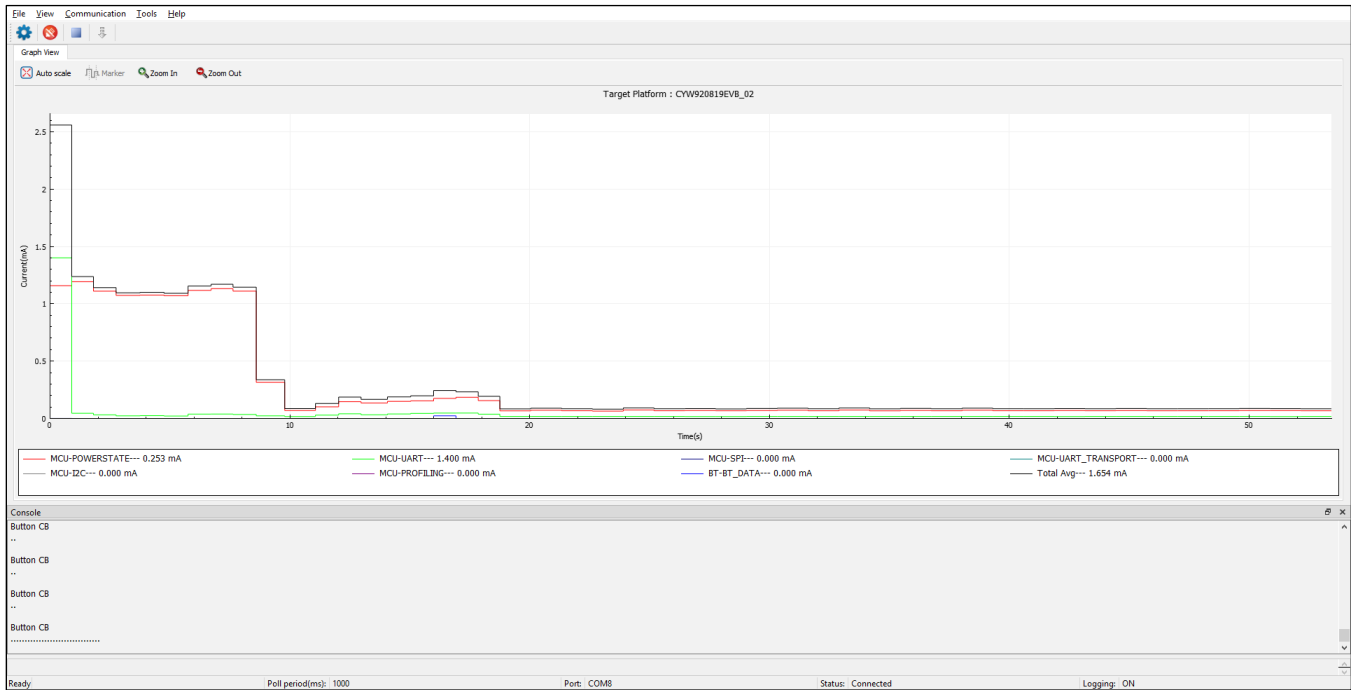 File View Communication Tools Help
Graph View
Auto scale Marker Zoom In Zoom Out
Target Platform : CYW920819EVB_02
2.5
2
1.5
1
0.5
0
Current(mA)
0 10 20 30 40 50
Time(s)
MCU-POWERSTATE--- 0.253 mA MCU-UART--- 1.400 mA MCU-SPI--- 0.000 mA MCU-UART_TRANSPORT--- 0.000 mA
MCU-I2C--- 0.000 mA MCU-PROFILING--- 0.000 mA BT-BT_DATA--- 0.000 mA Total Avg--- 1.654 mA
Console
Button CB
..
Button CB
..
Button CB
..
Button CB
...............................
Ready Poll period(ms): 1000 Port: COM8 Status: Connected Logging: ON